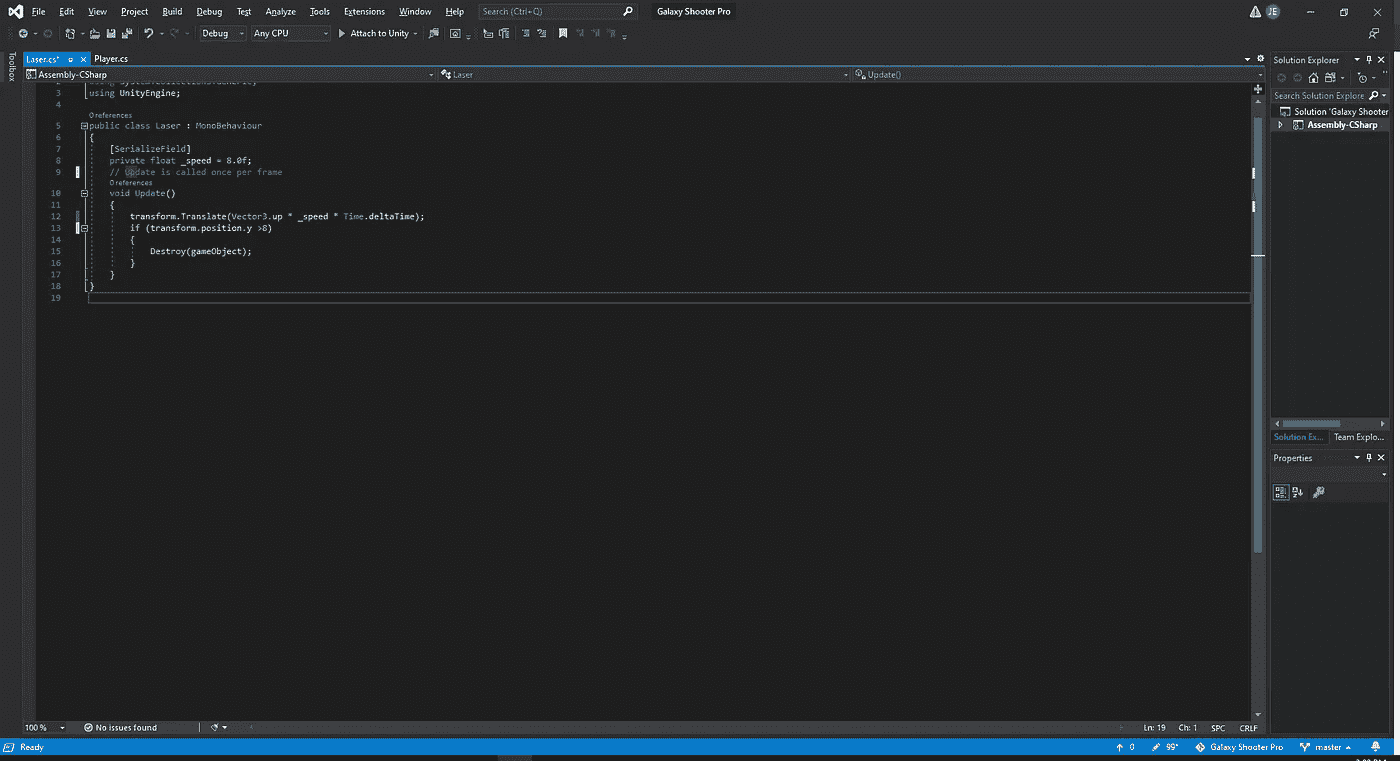 File Edit View Project Build Debug Test Analyze Tools Extensions Window Help Search (Ctrl+Q) Galaxy Shooter Pro JE
Debug Any CPU Attach to Unity
Toolbox
Laser.cs* Player.cs
Assembly-CSharp Laser Update()
3 using UnityEngine;
4
0 references
5 public class Laser : MonoBehaviour
6 {
7 [SerializeField]
8 private float _speed = 8.0f;
9 // Update is called once per frame
0 references
10 void Update()
11 {
12 transform.Translate(Vector3.up * _speed * Time.deltaTime);
13 if (transform.position.y >8)
14 {
15 Destroy(gameObject);
16 }
17 }
18 }
19
Solution Explorer
Search Solution Explore
Solution 'Galaxy Shooter
Assembly-CSharp
Solution Ex... Team Explo...
Properties
100 % No issues found Ln: 19 Ch: 1 SPC CRLF
Ready 0 99* Galaxy Shooter Pro master